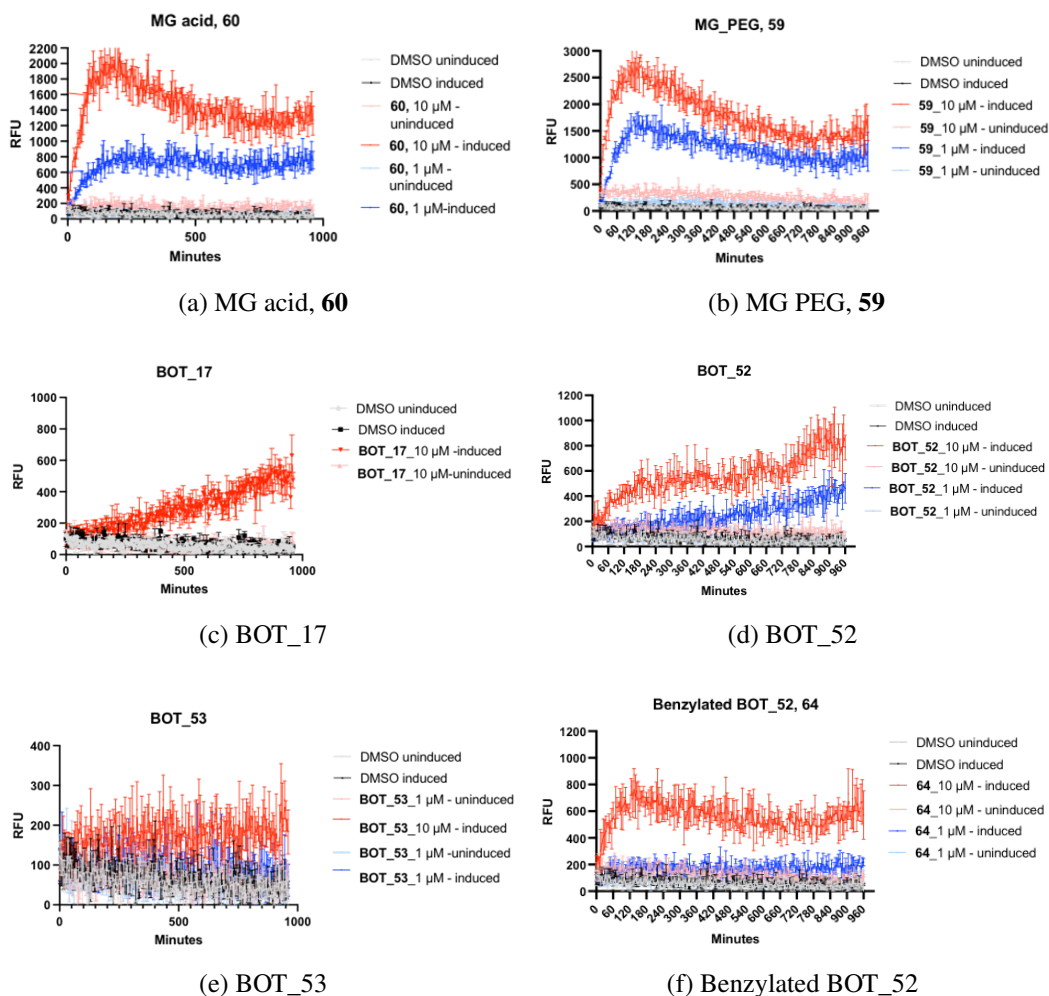 MG acid, 60
2200
2000
1800
1600
1400
1200
1000
800
600
400
200
0
RFU
0 500 1000
Minutes
DMSO uninduced
DMSO induced
60, 10 µM -
uninduced
60, 10 µM - induced
60, 1 µM -
uninduced
60, 1 µM-induced
(a) MG acid, 60
MG_PEG, 59
3000
2500
2000
1500
1000
500
0
RFU
0 60 120 180 240 300 360 420 480 540 600 660 720 780 840 900 960
Minutes
DMSO uninduced
DMSO induced
59_10 µM - induced
59_10 µM - uninduced
59_1 µM - induced
59_1 µM - uninduced
(b) MG PEG, 59
BOT_17
1000
800
600
400
200
0
RFU
0 500 1000
Minutes
DMSO uninduced
DMSO induced
BOT_17_10 µM -induced
BOT_17_10 µM-uninduced
(c) BOT_17
BOT_52
1200
1000
800
600
400
200
0
RFU
0 60 120 180 240 300 360 420 480 540 600 660 720 780 840 900 960
Minutes
DMSO uninduced
DMSO induced
BOT_52_10 µM - induced
BOT_52_10 µM - uninduced
BOT_52_1 µM - induced
BOT_52_1 µM - uninduced
(d) BOT_52
BOT_53
400
300
200
100
0
RFU
0 500 1000
Minutes
DMSO uninduced
DMSO induced
BOT_53_1 µM - uninduced
BOT_53_10 µM - induced
BOT_53_1 µM -uninduced
BOT_53_1 µM - induced
(e) BOT_53
Benzylated BOT_52, 64
1200
1000
800
600
400
200
0
RFU
0 60 120 180 240 300 360 420 480 540 600 660 720 780 840 900 960
Minutes
DMSO uninduced
DMSO induced
64_10 µM - induced
64_10 µM - uninduced
64_1 µM - induced
64_1 µM - uninduced
(f) Benzylated BOT_52